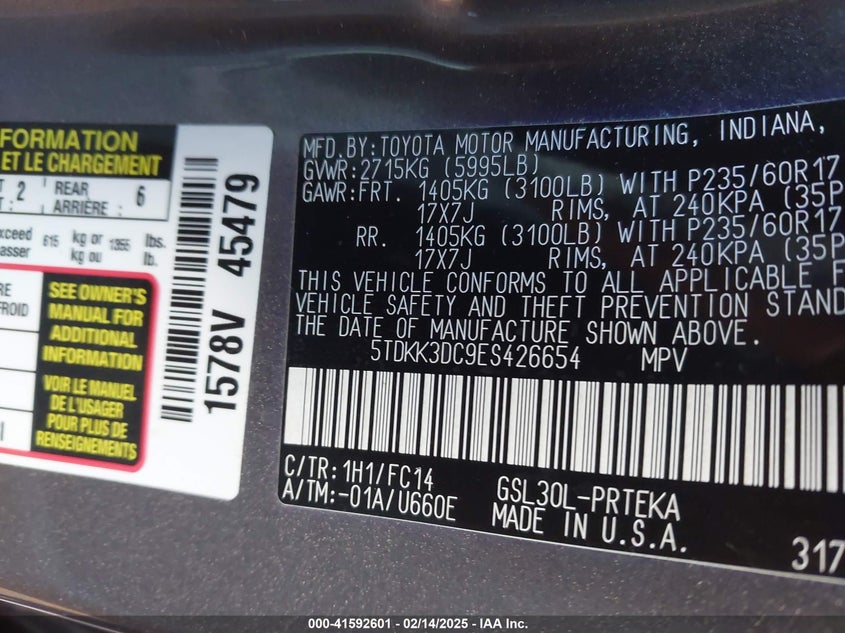 FORMATION
ET LE CHARGEMENT
2
REAR
ARRIÈRE :
6
615 kg or 1355 lbs.
kg ou lb.
SEE OWNER'S
MANUAL FOR
ADDITIONAL
INFORMATION
VOIR LE MANUEL
DE L'USAGER
POUR PLUS DE
RENSEIGNEMENTS
1578V 45479
MFD.BY:TOYOTA MOTOR MANUFACTURING, INDIANA,
GVWR:2715KG (5995LB)
GAWR:FRT. 1405KG (3100LB) WITH P235/60R17
17X7J RIMS, AT 240KPA (35P
RR. 1405KG (3100LB) WITH P235/60R17
17X7J RIMS, AT 240KPA (35P
THIS VEHICLE CONFORMS TO ALL APPLICABLE F
VEHICLE SAFETY AND THEFT PREVENTION STAND
THE DATE OF MANUFACTURE SHOWN ABOVE.
5TDKK3DC9ES426654 MPV
C/TR:1H1/FC14 GSL30L-PRTEKA
A/TM:-01A/U660E MADE IN U.S.A.
317
000-41592601 / 02/14/2025 - IAA Inc.